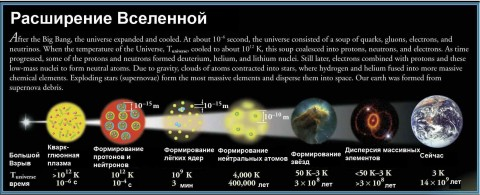 Расширение Вселенной
After the Big Bang, the universe expanded and cooled. At about 10⁻⁶ second, the universe consisted of a soup of quarks, gluons, electrons, and
neutrinos. When the temperature of the Universe, Tuniverse, cooled to about 10¹² K, this soup coalesced into protons, neutrons, and electrons. As time
progressed, some of the protons and neutrons formed deuterium, helium, and lithium nuclei. Still later, electrons combined with protons and these
low-mass nuclei to form neutral atoms. Due to gravity, clouds of atoms contracted into stars, where hydrogen and helium fused into more massive
chemical elements. Exploding stars (supernovae) form the most massive elements and disperse them into space. Our earth was formed from
supernova debris.
10⁻¹⁵ m
10⁻¹⁵ m
10⁻¹⁰ m
Большой
Взрыв
Кварк-
глюонная
плазма
Формирование
протонов и
нейтронов
Формирование
лёгких ядер
Формирование
нейтральных атомов
Формирование
звёзд
Дисперсия массивных
элементов
Сейчас
Tuniverse
>10¹² K
10¹² K
10⁹ K
4,000 K
50 K–3 K
<50 K–3 K
3 K
время
10⁻⁶ с
10⁻⁴ с
3 мин
400,000 лет
3 × 10⁸ лет
>3 × 10⁸ лет
14 × 10⁹ лет